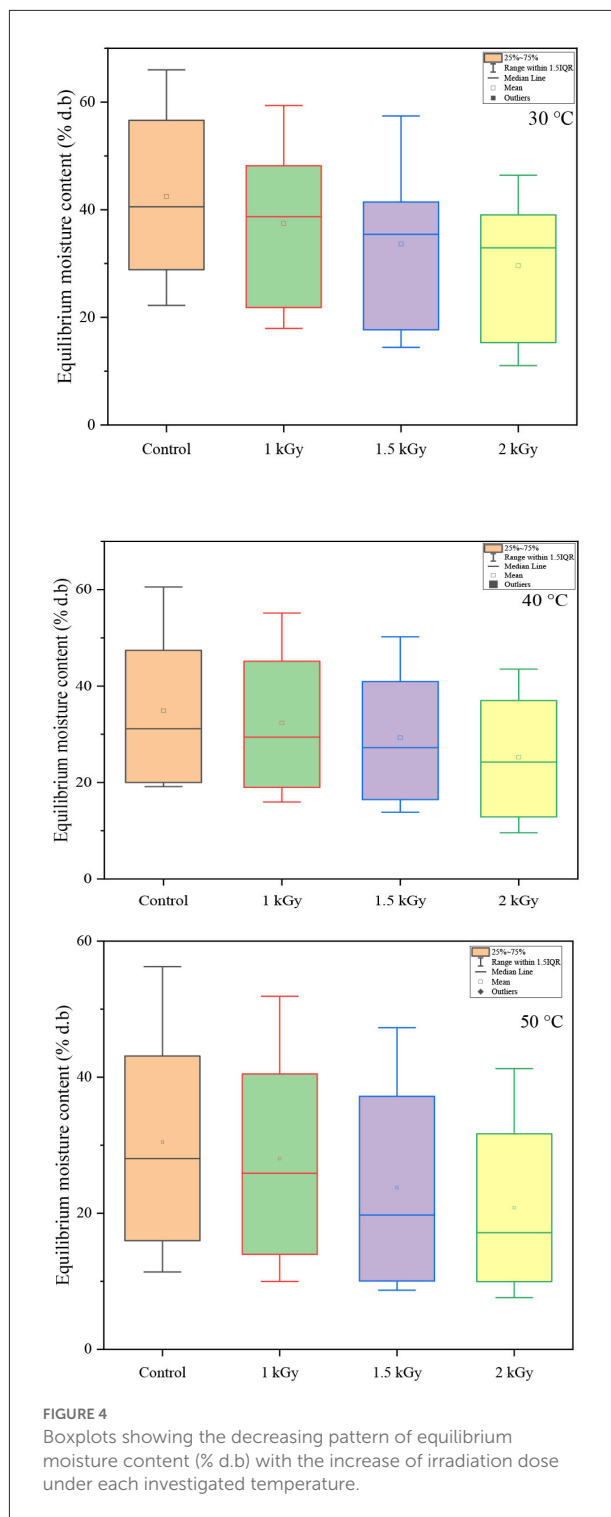 25%~75%
Range within 1.5IQR
Median Line
Mean
Outliers
30 °C
Equilibrium moisture content (% d.b)
60
40
20
0
Control 1 kGy 1.5 kGy 2 kGy
25%~75%
Range within 1.5IQR
Median Line
Mean
Outliers
40 °C
Equilibrium moisture content (% d.b)
60
40
20
0
Control 1 kGy 1.5 kGy 2 kGy
25%~75%
Range within 1.5IQR
Median Line
Mean
Outliers
50 °C
Equilibrium moisture content (% d.b)
60
40
20
0
Control 1 kGy 1.5 kGy 2 kGy
FIGURE 4
Boxplots showing the decreasing pattern of equilibrium
moisture content (% d.b) with the increase of irradiation dose
under each investigated temperature.